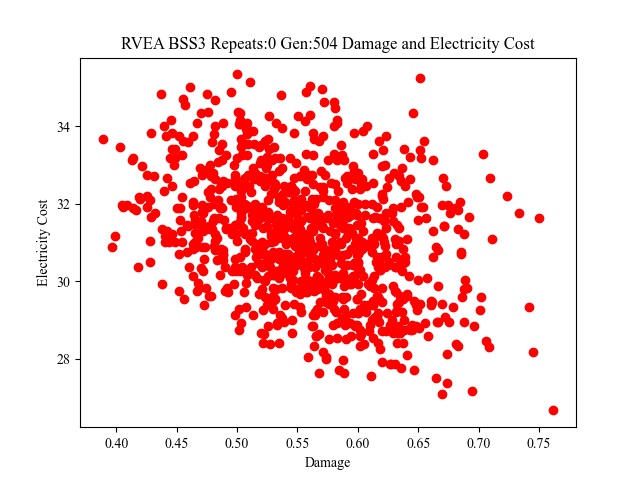 RVEA BSS3 Repeats:0 Gen:504 Damage and Electricity Cost
34
32
30
28
Electricity Cost
0.40 0.45 0.50 0.55 0.60 0.65 0.70 0.75
Damage